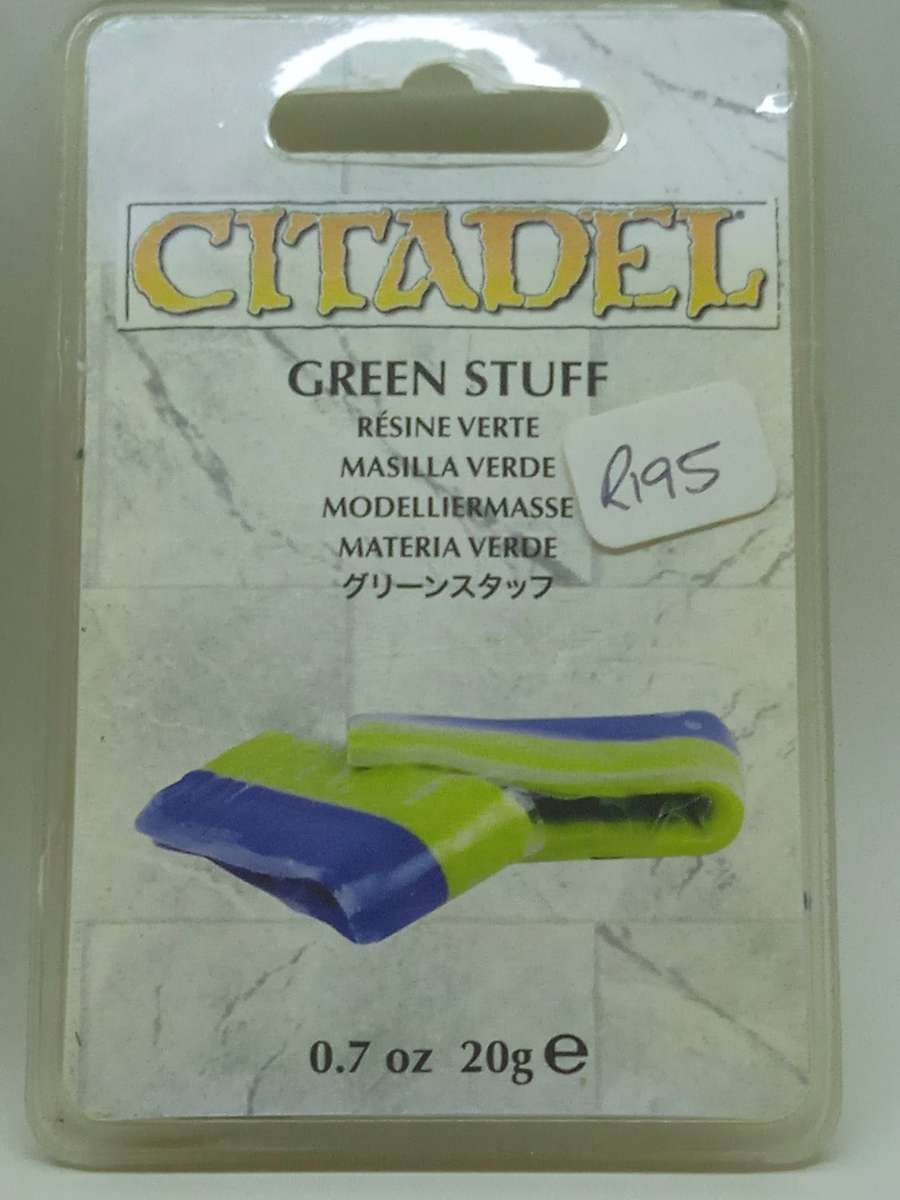 CITADEL
GREEN STUFF
RÉSINE VERTE
MASILLA VERDE
MODELLIERMASSE
MATERIA VERDE
グリーンスタッフ
R195
0.7 oz 20g ℮